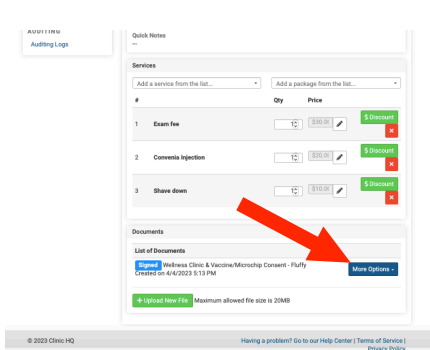 AUDITING
Auditing Logs
Quick Notes
---
Services
Add a service from the list...
Add a package from the list...
# Qty Price
1 Exam fee 1 $30.00 $ Discount
×
2 Convenia Injection 1 $20.00 $ Discount
×
3 Shave down 1 $10.00 $ Discount
×
Documents
List of Documents
Signed Wellness Clinic & Vaccine/Microchip Consent - Fluffy
Created on 4/4/2023 5:13 PM
More Options
+ Upload New File Maximum allowed file size is 20MB
© 2023 Clinic HQ
Having a problem? Go to our Help Center | Terms of Service |
Privacy Policy